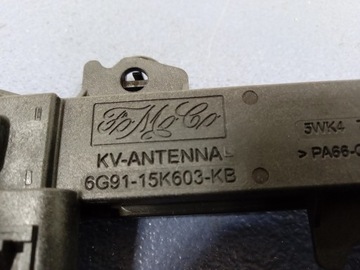 FoMoCo
KV-ANTENNA
6G91-15K603-KB
5WK4
> PA66-